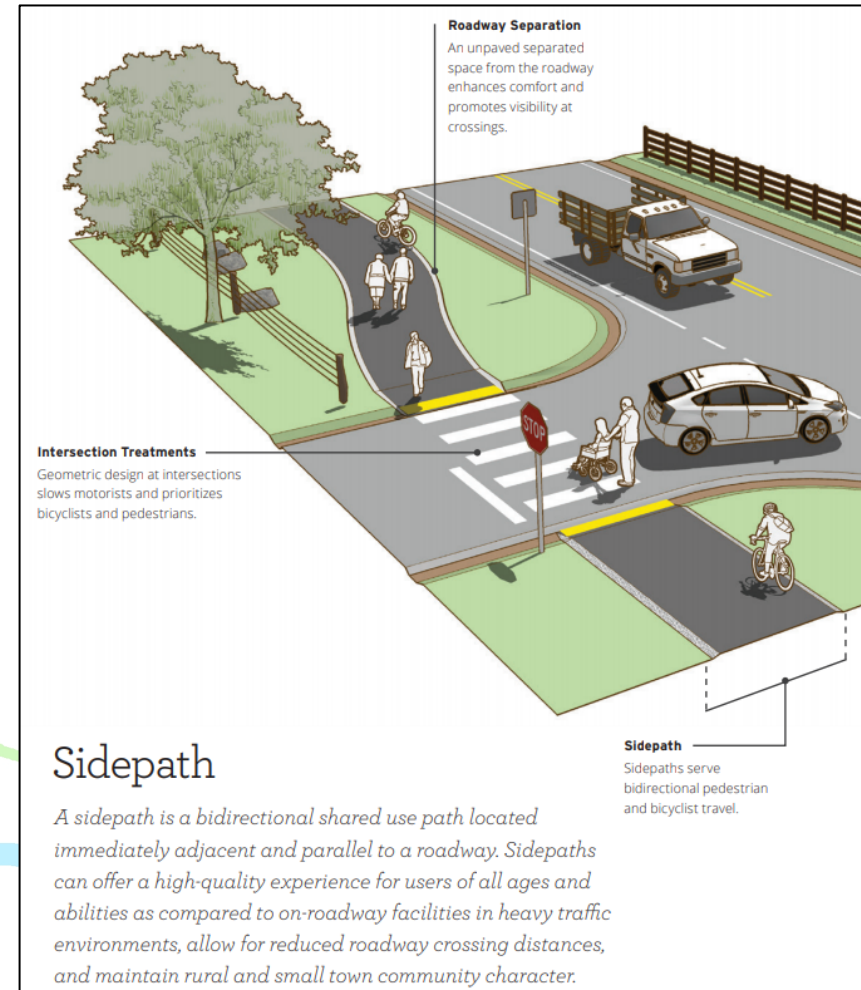 Roadway Separation
An unpaved separated
space from the roadway
enhances comfort and
promotes visibility at
crossings.
STOP
Intersection Treatments
Geometric design at intersections
slows motorists and prioritizes
bicyclists and pedestrians.
Sidepath
Sidepaths serve
bidirectional pedestrian
and bicyclist travel.
Sidepath
A sidepath is a bidirectional shared use path located
immediately adjacent and parallel to a roadway. Sidepaths
can offer a high-quality experience for users of all ages and
abilities as compared to on-roadway facilities in heavy traffic
environments, allow for reduced roadway crossing distances,
and maintain rural and small town community character.